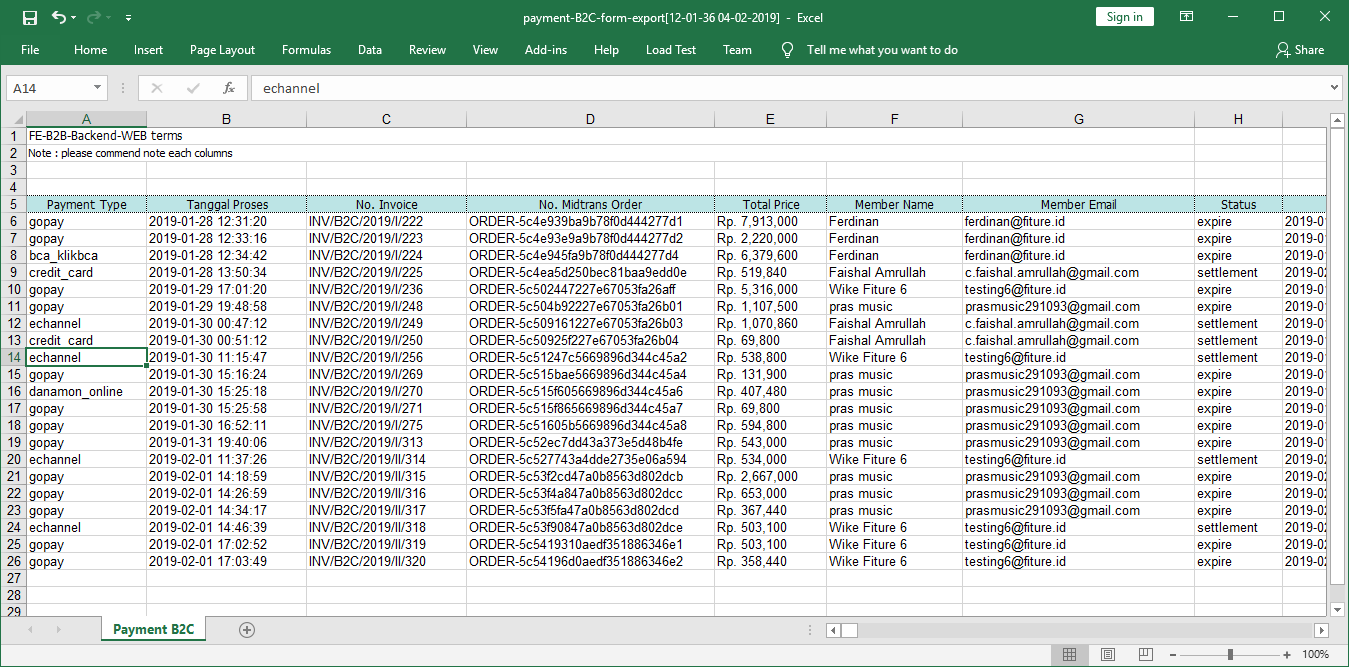 payment-B2C-form-export[12-01-36 04-02-2019] - Excel
Sign in
File Home Insert Page Layout Formulas Data Review View Add-ins Help Load Test Team Tell me what you want to do Share
A14 fx echannel
A B C D E F G H
1 FE-B2B-Backend-WEB terms
2 Note : please commend note each columns
3
4
5 Payment Type Tanggal Proses No. Invoice No. Midtrans Order Total Price Member Name Member Email Status
6 gopay 2019-01-28 12:31:20 INV/B2C/2019/I/222 ORDER-5c4e939ba9b78f0d444277d1 Rp. 7,913,000 Ferdinan ferdinan@fiture.id expire 2019-0
7 gopay 2019-01-28 12:33:16 INV/B2C/2019/I/223 ORDER-5c4e93e9a9b78f0d444277d2 Rp. 2,220,000 Ferdinan ferdinan@fiture.id expire 2019-0
8 bca_klikbca 2019-01-28 12:34:42 INV/B2C/2019/I/224 ORDER-5c4e945fa9b78f0d444277d4 Rp. 6,379,600 Ferdinan ferdinan@fiture.id expire 2019-0
9 credit_card 2019-01-28 13:50:34 INV/B2C/2019/I/225 ORDER-5c4ea5d250bec81baa9edd0e Rp. 519,840 Faishal Amrullah c.faishal.amrullah@gmail.com settlement 2019-0
10 gopay 2019-01-29 17:01:20 INV/B2C/2019/I/236 ORDER-5c502447227e67053fa26aff Rp. 5,316,000 Wike Fiture 6 testing6@fiture.id expire 2019-0
11 gopay 2019-01-29 19:48:58 INV/B2C/2019/I/248 ORDER-5c504b92227e67053fa26b01 Rp. 1,107,500 pras music prasmusic291093@gmail.com expire 2019-0
12 echannel 2019-01-30 00:47:12 INV/B2C/2019/I/249 ORDER-5c509161227e67053fa26b03 Rp. 1,070,860 Faishal Amrullah c.faishal.amrullah@gmail.com settlement 2019-0
13 credit_card 2019-01-30 00:51:12 INV/B2C/2019/I/250 ORDER-5c50925f227e67053fa26b04 Rp. 69,800 Faishal Amrullah c.faishal.amrullah@gmail.com settlement 2019-0
14 echannel 2019-01-30 11:15:47 INV/B2C/2019/I/256 ORDER-5c51247c5669896d344c45a2 Rp. 538,800 Wike Fiture 6 testing6@fiture.id settlement 2019-0
15 gopay 2019-01-30 15:16:24 INV/B2C/2019/I/269 ORDER-5c515bae5669896d344c45a4 Rp. 131,900 pras music prasmusic291093@gmail.com expire 2019-0
16 danamon_online 2019-01-30 15:25:18 INV/B2C/2019/I/270 ORDER-5c515f605669896d344c45a6 Rp. 407,480 pras music prasmusic291093@gmail.com expire 2019-0
17 gopay 2019-01-30 15:25:58 INV/B2C/2019/I/271 ORDER-5c515f865669896d344c45a7 Rp. 69,800 pras music prasmusic291093@gmail.com expire 2019-0
18 gopay 2019-01-30 16:52:11 INV/B2C/2019/I/275 ORDER-5c51605b5669896d344c45a8 Rp. 594,800 pras music prasmusic291093@gmail.com expire 2019-0
19 gopay 2019-01-31 19:40:06 INV/B2C/2019/I/313 ORDER-5c52ec7dd43a373e5d48b4fe Rp. 543,000 pras music prasmusic291093@gmail.com expire 2019-0
20 echannel 2019-02-01 11:37:26 INV/B2C/2019/II/314 ORDER-5c527743a4dde2735e06a594 Rp. 534,000 Wike Fiture 6 testing6@fiture.id settlement 2019-0
21 gopay 2019-02-01 14:18:59 INV/B2C/2019/II/315 ORDER-5c53f2cd47a0b8563d802dcb Rp. 2,667,000 pras music prasmusic291093@gmail.com expire 2019-0
22 gopay 2019-02-01 14:26:59 INV/B2C/2019/II/316 ORDER-5c53f4a847a0b8563d802dcc Rp. 653,000 pras music prasmusic291093@gmail.com expire 2019-0
23 gopay 2019-02-01 14:34:17 INV/B2C/2019/II/317 ORDER-5c53f5fa47a0b8563d802dcd Rp. 367,440 pras music prasmusic291093@gmail.com expire 2019-0
24 echannel 2019-02-01 14:46:39 INV/B2C/2019/II/318 ORDER-5c53f90847a0b8563d802dce Rp. 503,100 Wike Fiture 6 testing6@fiture.id settlement 2019-0
25 gopay 2019-02-01 17:02:52 INV/B2C/2019/II/319 ORDER-5c5419310aedf351886346e1 Rp. 503,100 Wike Fiture 6 testing6@fiture.id expire 2019-0
26 gopay 2019-02-01 17:03:49 INV/B2C/2019/II/320 ORDER-5c54196d0aedf351886346e2 Rp. 358,440 Wike Fiture 6 testing6@fiture.id expire 2019-0
27
28
29
Payment B2C
100%